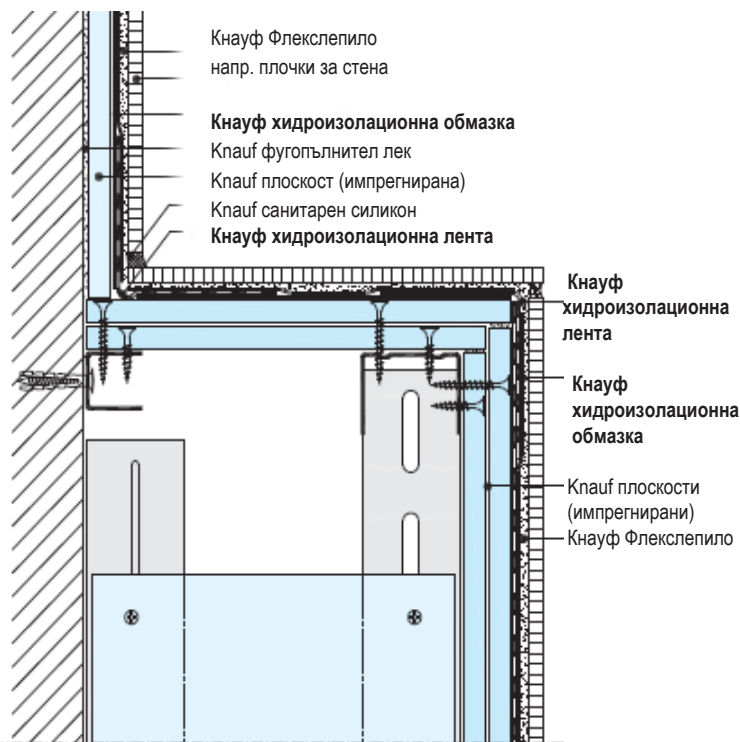 Кнауф Флекслепило
напр. плочки за стена
Кнауф хидроизолационна обмазка
Knauf фугопълнител лек
Knauf плоскост (импрегнирана)
Knauf санитарен силикон
Кнауф хидроизолационна лента
Кнауф
хидроизолационна
лента
Кнауф
хидроизолационна
обмазка
Knauf плоскости
(импрегнирани)
Кнауф Флекслепило